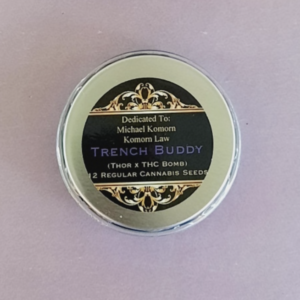 Dedicated To:
Michael Komorn
Komorn Law
Trench Buddy
(Thor x THC Bomb)
12 Regular Cannabis Seeds